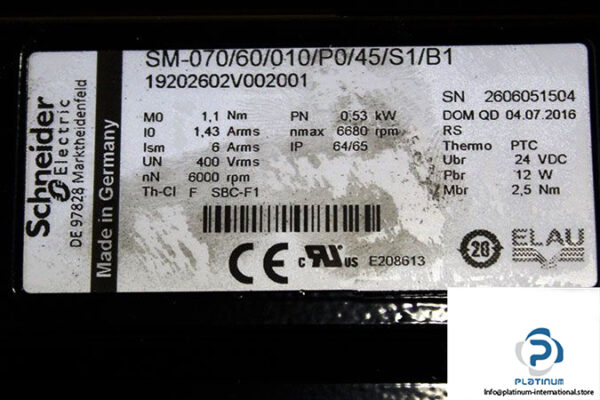 Schneider
Electric
DE 97828 Marktheidenfeld
Made in Germany
SM-070/60/010/P0/45/S1/B1
19202602V002001
SN 2606051504
M0 1,1 Nm PN 0,53 kW DOM QD 04.07.2016
I0 1,43 Arms nmax 6680 rpm RS
Ism 6 Arms IP 64/65 Thermo PTC
UN 400 Vrms Ubr 24 VDC
nN 6000 rpm Pbr 12 W
Th-Cl F SBC-F1 Mbr 2,5 Nm
CE c RU US E208613 20 ELAU
PLATINUM
Info@platinum-international.store